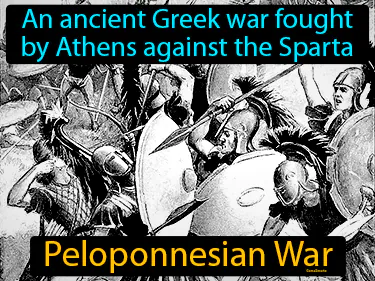 An ancient Greek war fought
by Athens against the Sparta
Peloponnesian War